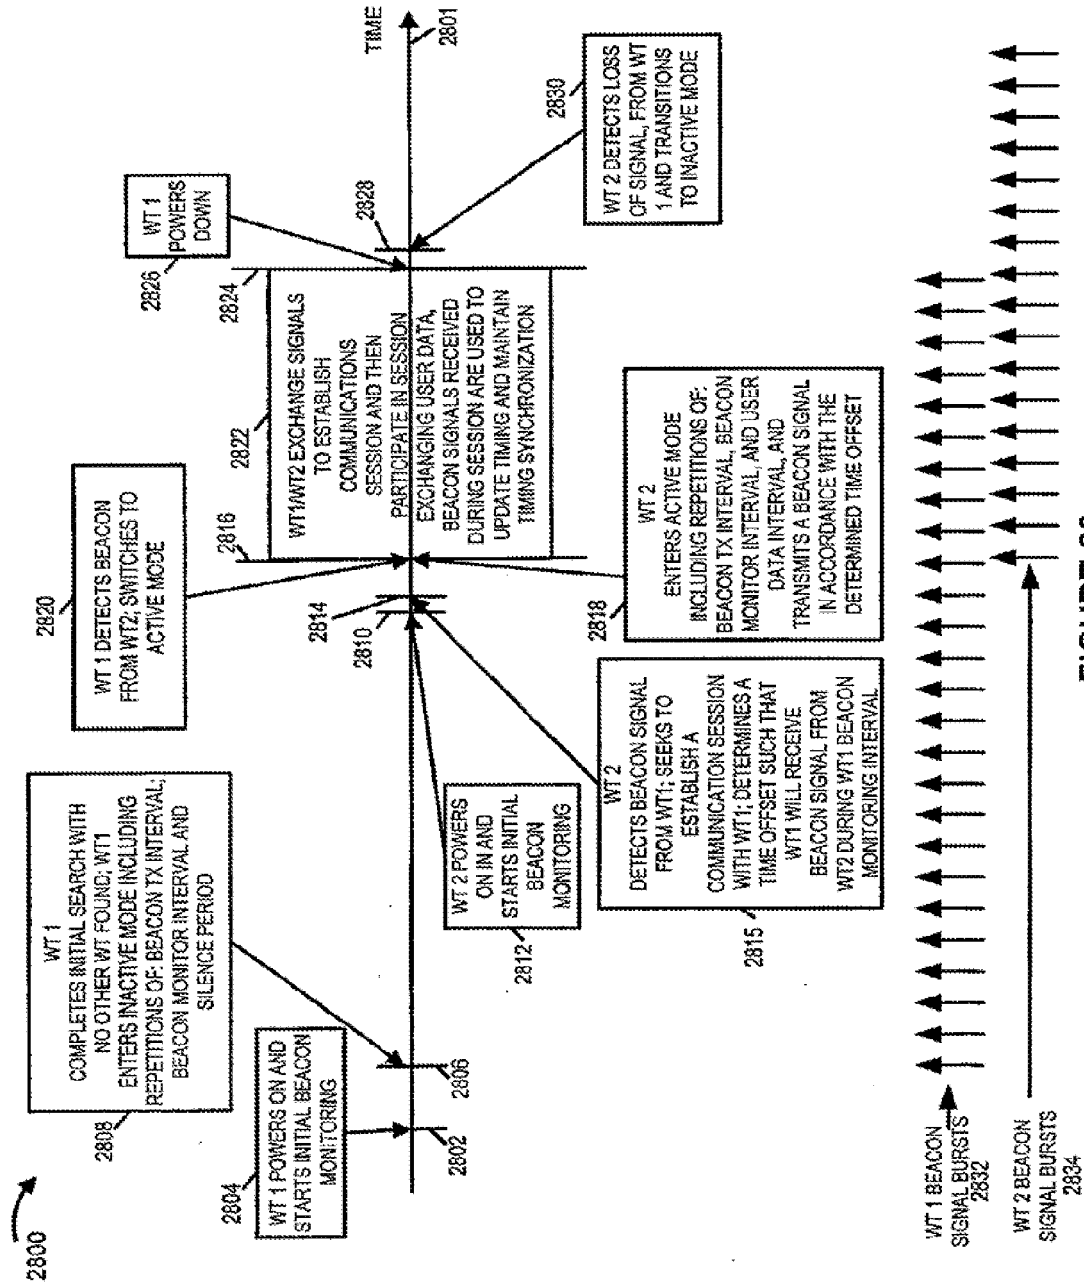 2800
2804
WT 1 POWERS ON AND
STARTS INITIAL BEACON
MONITORING
2802
2808
WT 1
COMPLETES INITIAL SEARCH WITH
NO OTHER WT FOUND; WT1
ENTERS INACTIVE MODE INCLUDING
REPETITIONS OF: BEACON TX INTERVAL;
BEACON MONITOR INTERVAL AND
SILENCE PERIOD
2806
2812
WT 2 POWERS
ON IN AND
STARTS INITIAL
BEACON
MONITORING
2810
2814
2815
WT 2
DETECTS BEACON SIGNAL
FROM WT1; SEEKS TO
ESTABLISH A
COMMUNICATION SESSION
WITH WT1; DETERMINES A
TIME OFFSET SUCH THAT
WT1 WILL RECEIVE
BEACON SIGNAL FROM
WT2 DURING WT1 BEACON
MONITORING INTERVAL
2820
WT 1 DETECTS BEACON
FROM WT2; SWITCHES TO
ACTIVE MODE
2816
2818
WT 2
ENTERS ACTIVE MODE
INCLUDING REPETITIONS OF:
BEACON TX INTERVAL, BEACON
MONITOR INTERVAL, AND USER
DATA INTERVAL, AND
TRANSMITS A BEACON SIGNAL
IN ACCORDANCE WITH THE
DETERMINED TIME OFFSET
2822
WT1/WT2 EXCHANGE SIGNALS
TO ESTABLISH
COMMUNICATIONS
SESSION AND THEN
PARTICIPATE IN SESSION
EXCHANGING USER DATA,
BEACON SIGNALS RECEIVED
DURING SESSION ARE USED TO
UPDATE TIMING AND MAINTAIN
TIMING SYNCHRONIZATION
2824
2826
WT 1
POWERS
DOWN
2828
2830
WT 2 DETECTS LOSS
OF SIGNAL, FROM WT
1 AND TRANSITIONS
TO INACTIVE MODE
TIME
2801
WT 1 BEACON
SIGNAL BURSTS
2832
WT 2 BEACON
SIGNAL BURSTS
2834